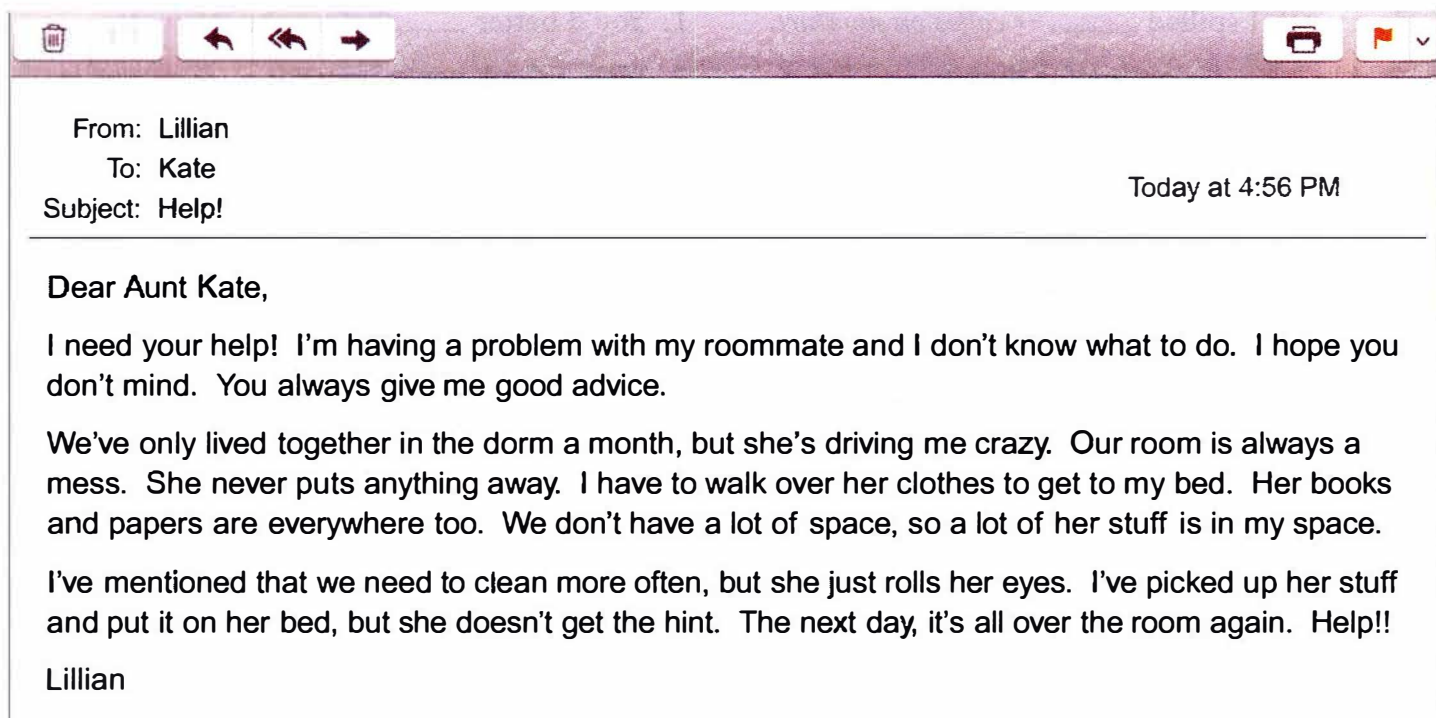 From: Lillian
To: Kate
Today at 4:56 PM
Subject: Help!
Dear Aunt Kate,
I need your help! I'm having a problem with my roommate and I don't know what to do. I hope you
don't mind. You always give me good advice.
We've only lived together in the dorm a month, but she's driving me crazy. Our room is always a
mess. She never puts anything away. I have to walk over her clothes to get to my bed. Her books
and papers are everywhere too. We don't have a lot of space, so a lot of her stuff is in my space.
I've mentioned that we need to clean more often, but she just rolls her eyes. I've picked up her stuff
and put it on her bed, but she doesn't get the hint. The next day, it's all over the room again. Help!!
Lillian